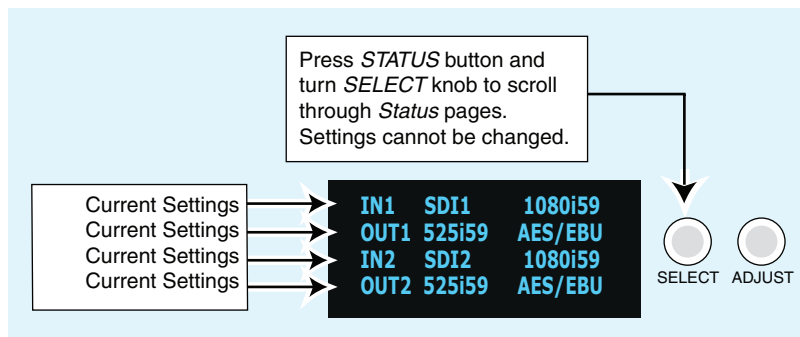 Press STATUS button and
turn SELECT knob to scroll
through Status pages.
Settings cannot be changed.
Current Settings
Current Settings
Current Settings
Current Settings
IN1 SDI1 1080i59
OUT1 525i59 AES/EBU
IN2 SDI2 1080i59
OUT2 525i59 AES/EBU
SELECT ADJUST